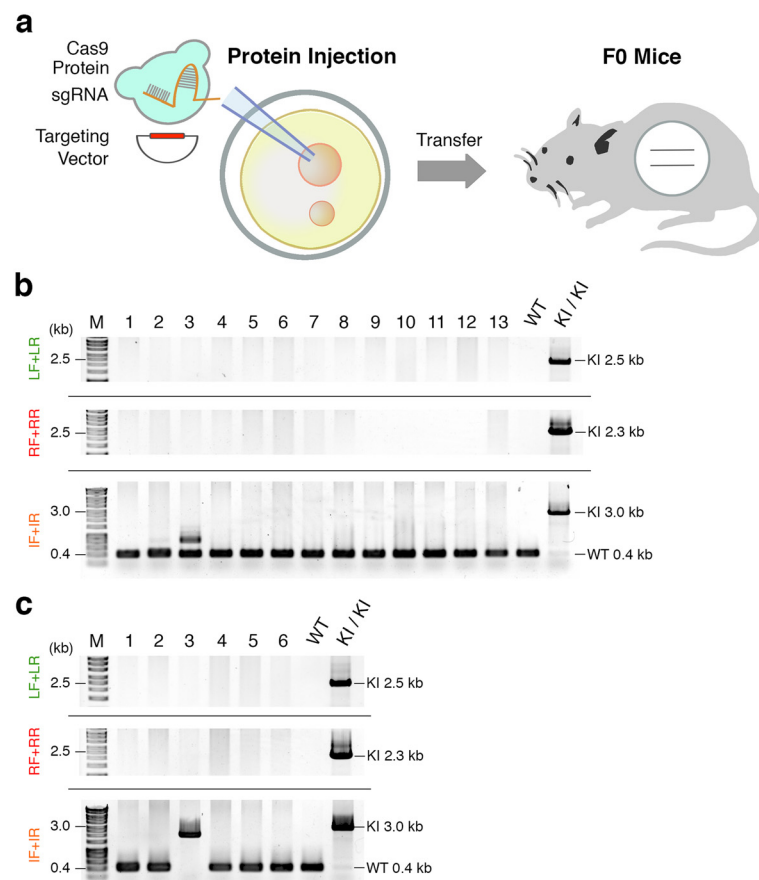 a
Cas9
Protein
sgRNA
Targeting
Vector
Protein Injection
Transfer
F0 Mice
b
(kb) M 1 2 3 4 5 6 7 8 9 10 11 12 13 WT KI / KI
LF+LR
2.5
KI 2.5 kb
RF+RR
2.5
KI 2.3 kb
IF+IR
3.0
KI 3.0 kb
0.4
WT 0.4 kb
c
(kb) M 1 2 3 4 5 6 WT KI / KI
LF+LR
2.5
KI 2.5 kb
RF+RR
2.5
KI 2.3 kb
IF+IR
3.0
KI 3.0 kb
0.4
WT 0.4 kb